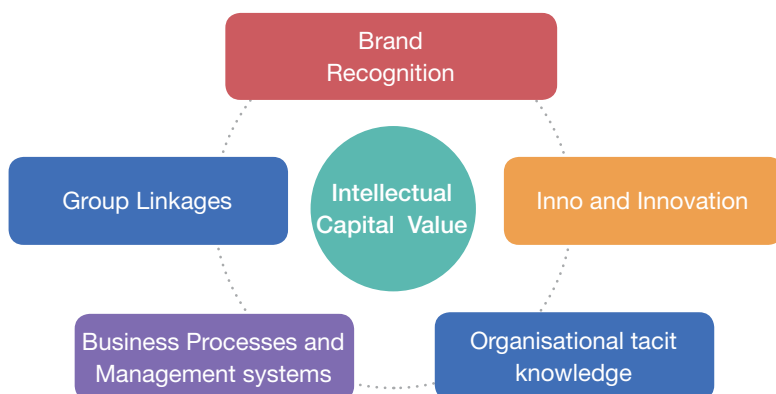 Brand
Recognition
Group Linkages
Intellectual
Capital Value
Inno and Innovation
Business Processes and
Management systems
Organisational tacit
knowledge